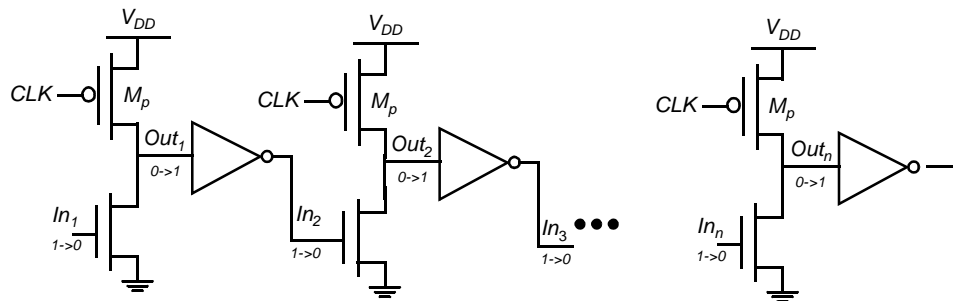 V_DD
CLK
M_p
Out_1
0->1
In_1
1->0
V_DD
CLK
M_p
Out_2
0->1
In_2
1->0
In_3
1->0
V_DD
CLK
M_p
Out_n
0->1
In_n
1->0